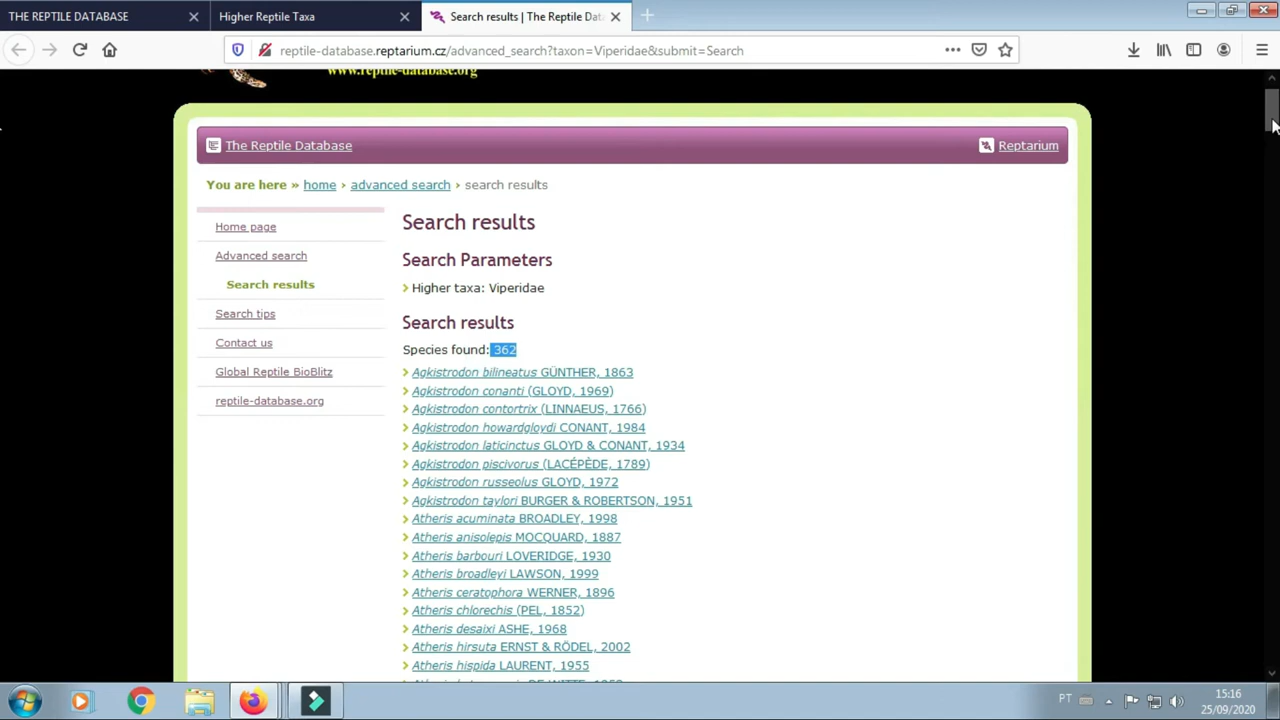 THE REPTILE DATABASE
Higher Reptile Taxa
Search results | The Reptile Dat
reptile-database.reptarium.cz/advanced_search?taxon=Viperidae&submit=Search
www.reptile-database.org
The Reptile Database
Reptarium
You are here » home › advanced search › search results
Home page
Advanced search
Search results
Search tips
Contact us
Global Reptile BioBlitz
reptile-database.org
Search results
Search Parameters
Higher taxa: Viperidae
Search results
Species found: 362
Agkistrodon bilineatus GÜNTHER, 1863
Agkistrodon conanti (GLOYD, 1969)
Agkistrodon contortrix (LINNAEUS, 1766)
Agkistrodon howardgloydi CONANT, 1984
Agkistrodon laticinctus GLOYD & CONANT, 1934
Agkistrodon piscivorus (LACÉPÈDE, 1789)
Agkistrodon russeolus GLOYD, 1972
Agkistrodon taylori BURGER & ROBERTSON, 1951
Atheris acuminata BROADLEY, 1998
Atheris anisolepis MOCQUARD, 1887
Atheris barbouri LOVERIDGE, 1930
Atheris broadleyi LAWSON, 1999
Atheris ceratophora WERNER, 1896
Atheris chlorechis (PEL, 1852)
Atheris desaixi ASHE, 1968
Atheris hirsuta ERNST & RÖDEL, 2002
Atheris hispida LAURENT, 1955
PT
15:16
25/09/2020